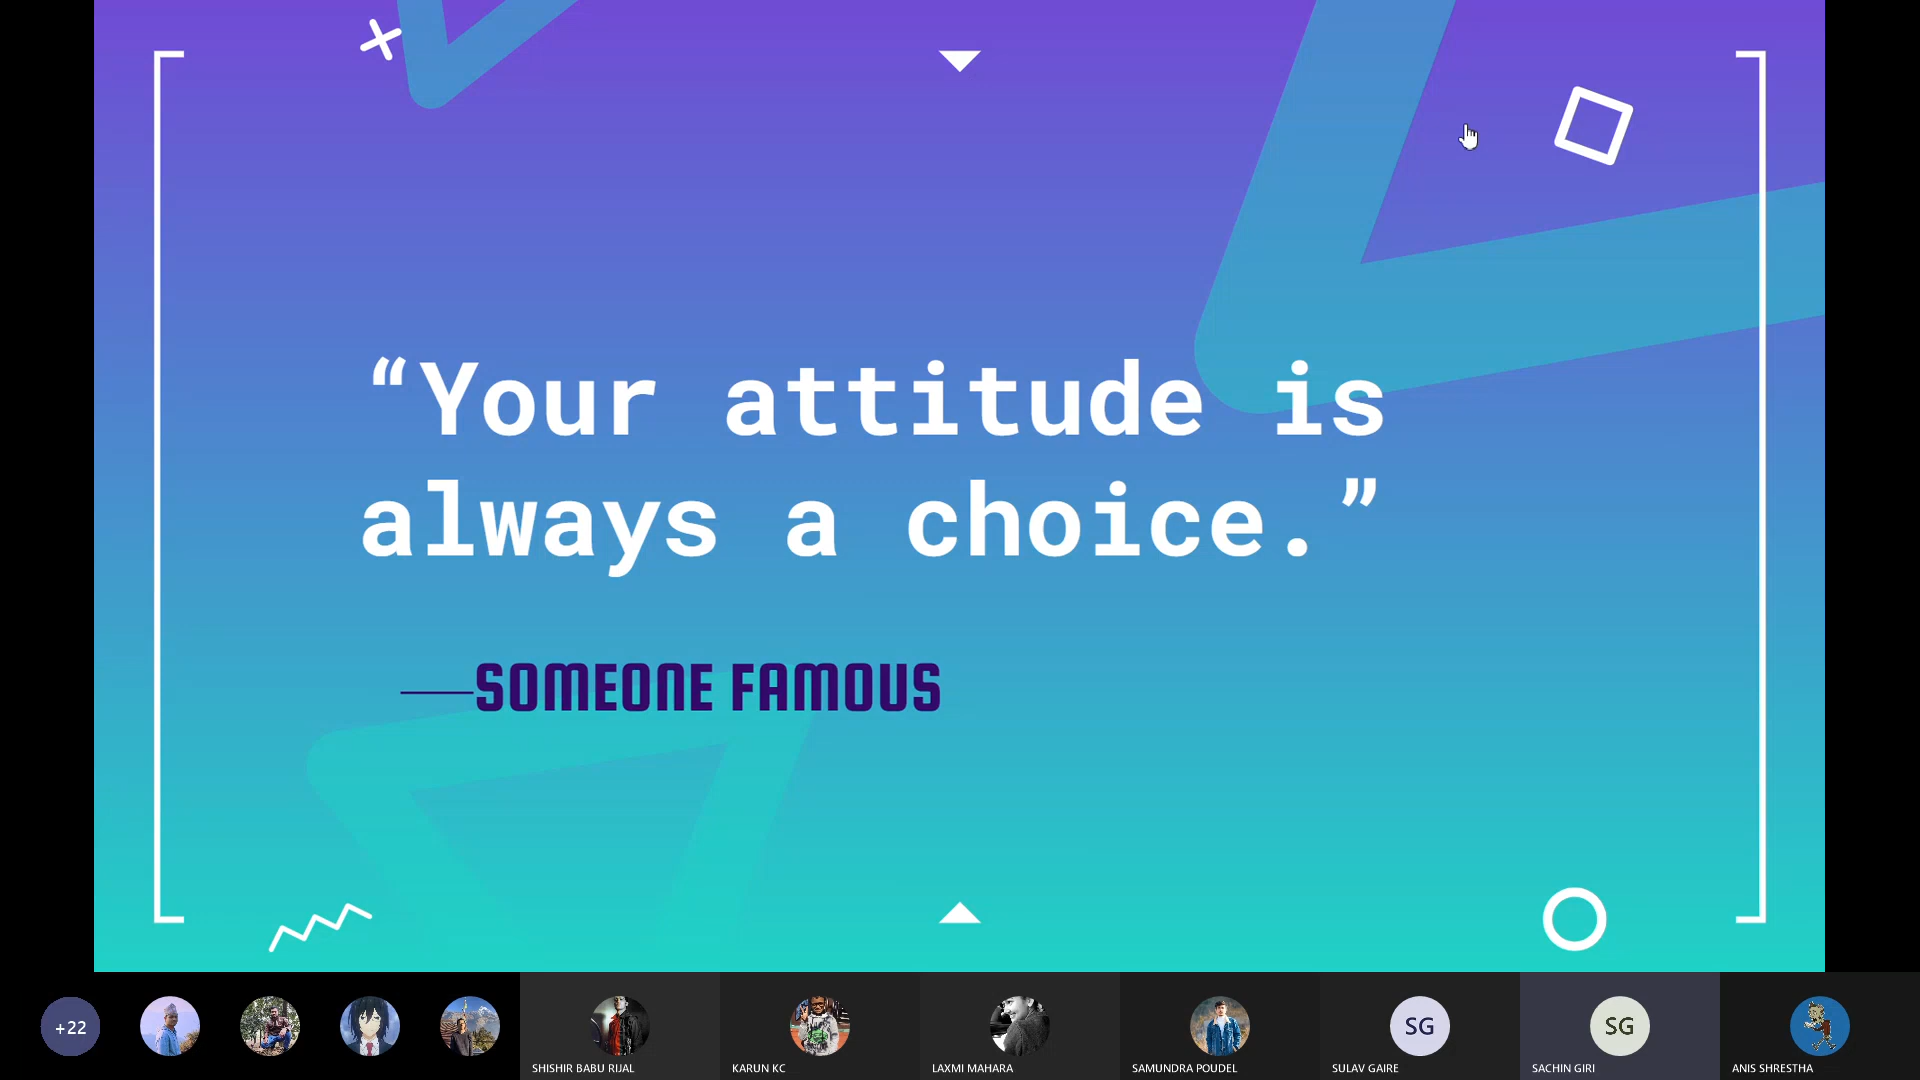 “Your attitude is
always a choice.”
—SOMEONE FAMOUS
+22
SHISHIR BABU RIJAL
KARUN KC
LAXMI MAHARA
SAMUNDRA POUDEL
SG
SULAV GAIRE
SG
SACHIN GIRI
ANIS SHRESTHA